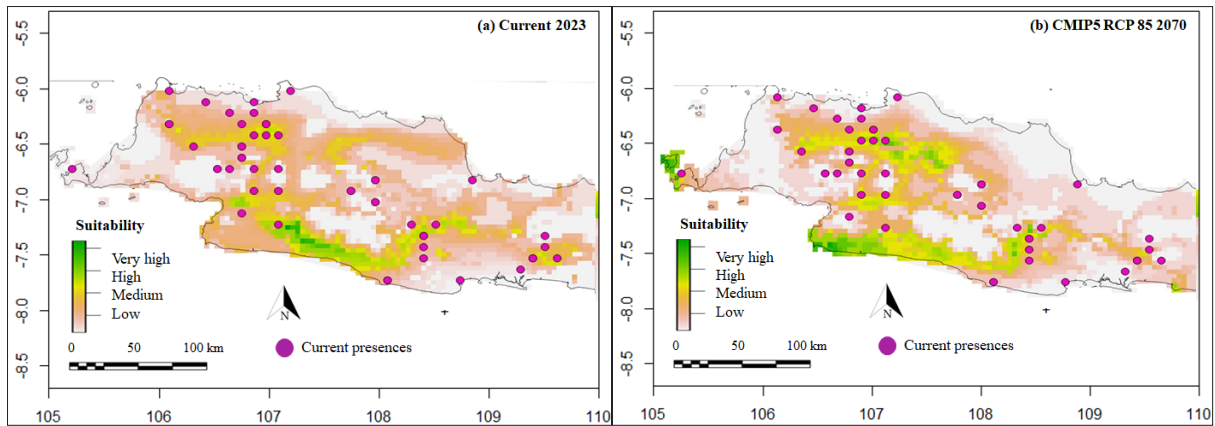 (a) Current 2023
-5.5
-6.0
-6.5
-7.0
-7.5
-8.0
-8.5
Suitability
Very high
High
Medium
Low
N
0 50 100 km
Current presences
105 106 107 108 109 110
(b) CMIP5 RCP 85 2070
-5.5
-6.0
-6.5
-7.0
-7.5
-8.0
-8.5
Suitability
Very high
High
Medium
Low
N
0 50 100 km
Current presences
105 106 107 108 109 110